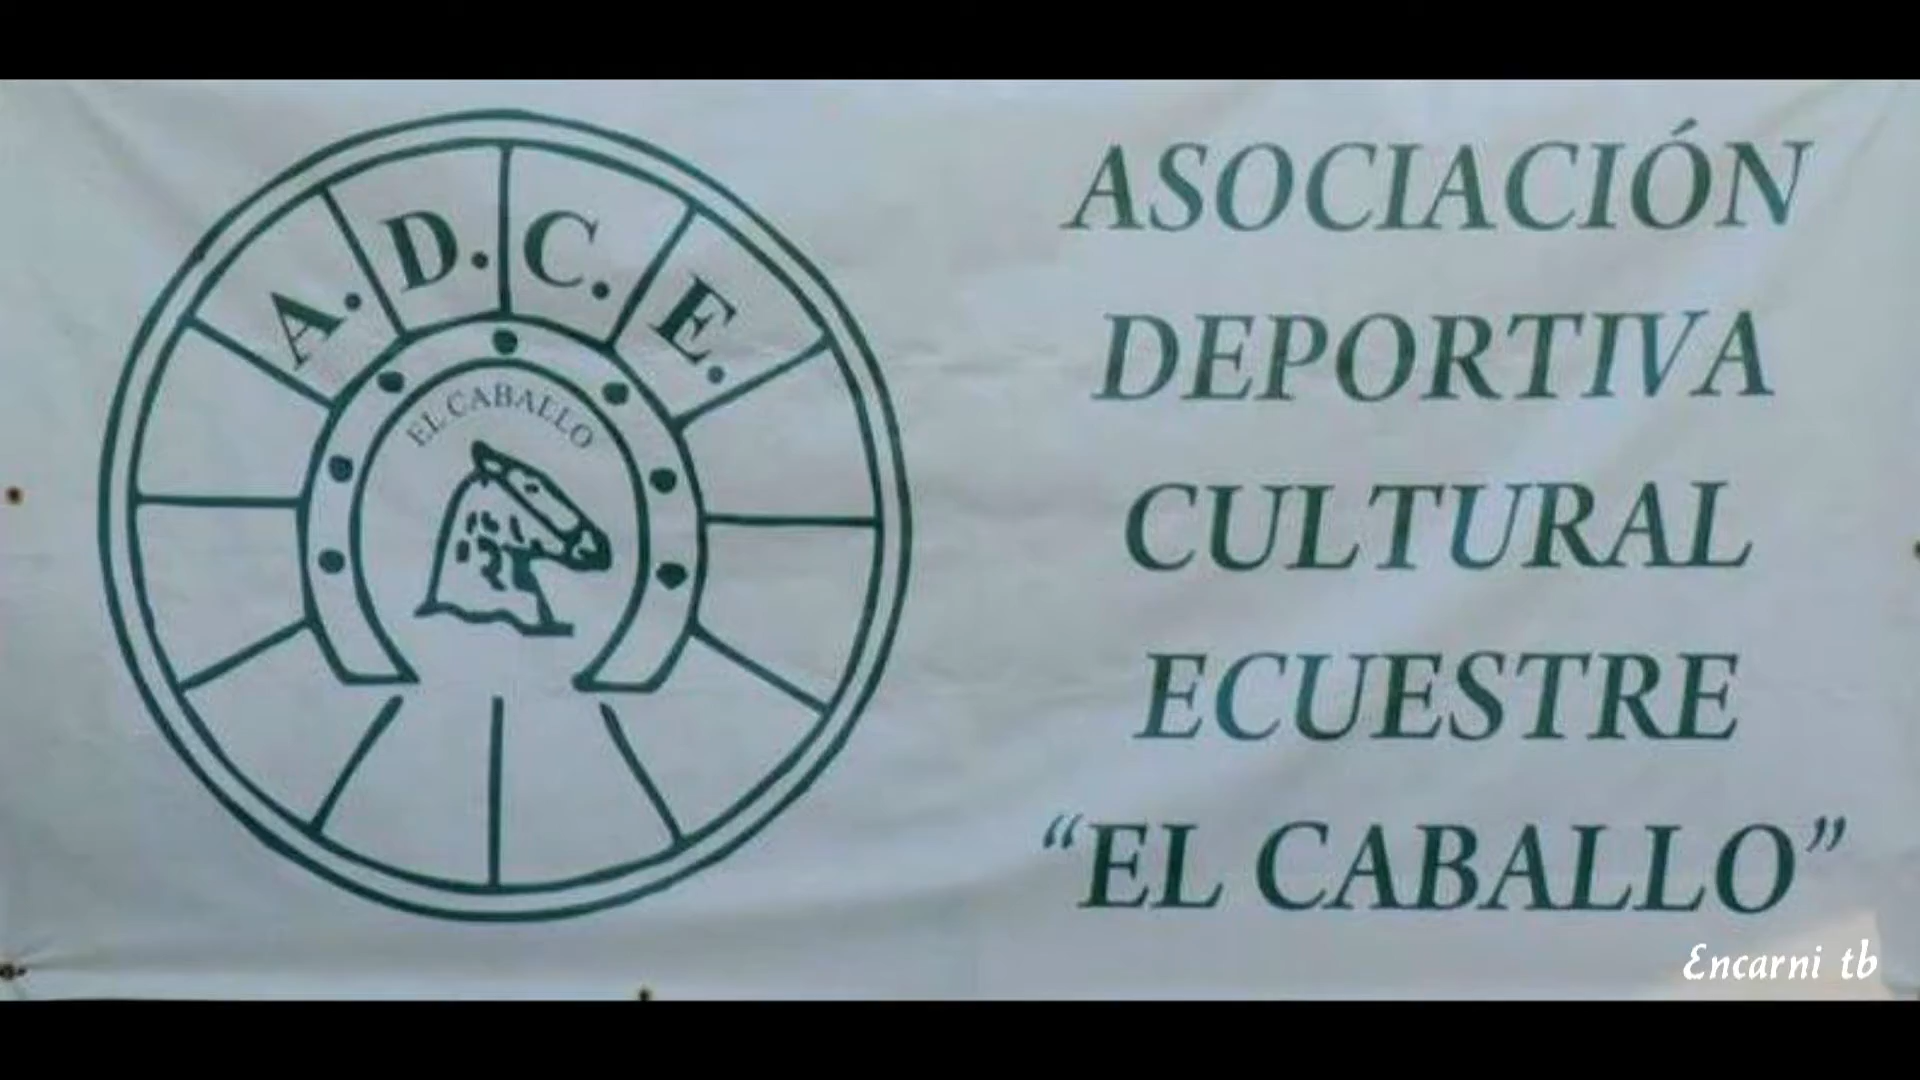 A. D. C. E.
EL CABALLO
ASOCIACIÓN
DEPORTIVA
CULTURAL
ECUESTRE
“EL CABALLO”
Encarni tb